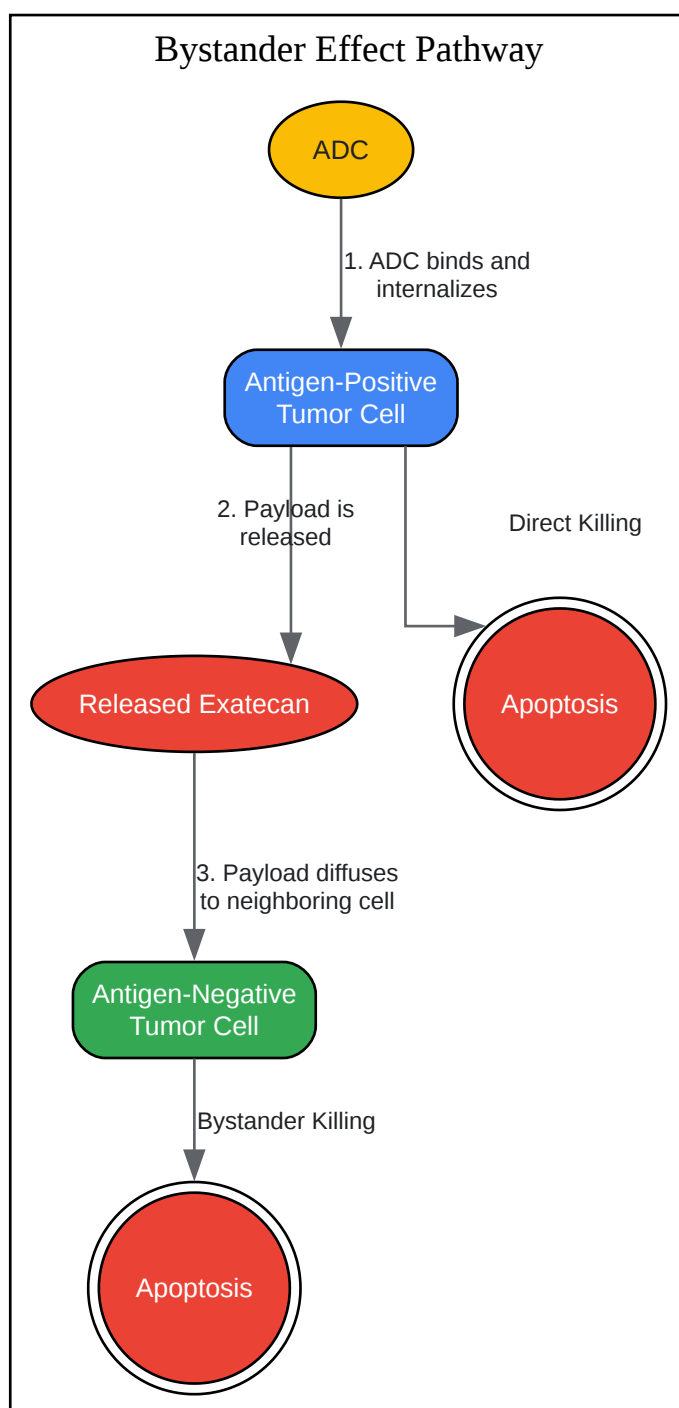 Bystander Effect Pathway
ADC
1. ADC binds and
internalizes
Antigen-Positive
Tumor Cell
2. Payload is
released
Direct Killing
Released Exatecan
Apoptosis
3. Payload diffuses
to neighboring cell
Antigen-Negative
Tumor Cell
Bystander Killing
Apoptosis